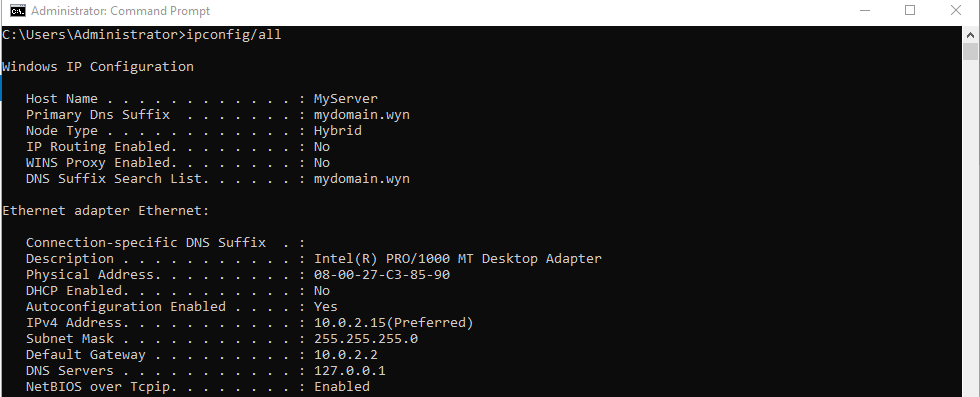 Administrator: Command Prompt
C:\Users\Administrator>ipconfig/all
Windows IP Configuration
Host Name . . . . . . . . . . . . : MyServer
Primary Dns Suffix  . . . . . . . : mydomain.wyn
Node Type . . . . . . . . . . . . : Hybrid
IP Routing Enabled. . . . . . . . : No
WINS Proxy Enabled. . . . . . . . : No
DNS Suffix Search List. . . . . . : mydomain.wyn
Ethernet adapter Ethernet:
Connection-specific DNS Suffix  . :
Description . . . . . . . . . . . : Intel(R) PRO/1000 MT Desktop Adapter
Physical Address. . . . . . . . . : 08-00-27-C3-85-90
DHCP Enabled. . . . . . . . . . . : No
Autoconfiguration Enabled . . . . : Yes
IPv4 Address. . . . . . . . . . . : 10.0.2.15(Preferred)
Subnet Mask . . . . . . . . . . . : 255.255.255.0
Default Gateway . . . . . . . . . : 10.0.2.2
DNS Servers . . . . . . . . . . . : 127.0.0.1
NetBIOS over Tcpip. . . . . . . . : Enabled